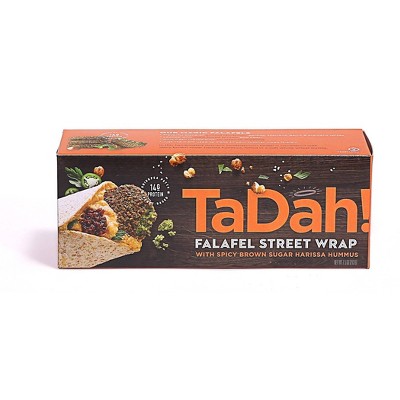 14g
PROTEIN
TaDah!
FALAFEL STREET WRAP
WITH SPICY BROWN SUGAR HARISSA HUMMUS